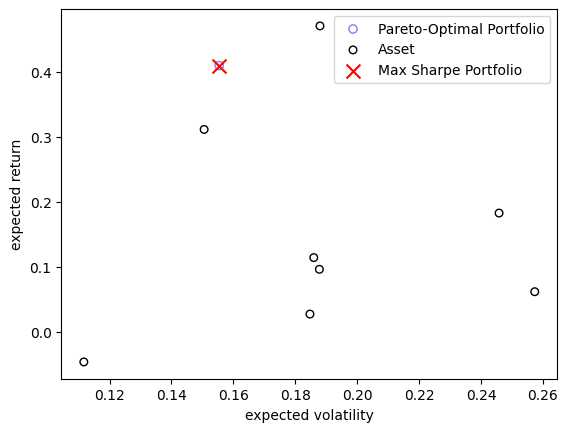 Pareto-Optimal Portfolio
Asset
Max Sharpe Portfolio
expected return
0.4
0.3
0.2
0.1
0.0
0.12 0.14 0.16 0.18 0.20 0.22 0.24 0.26
expected volatility